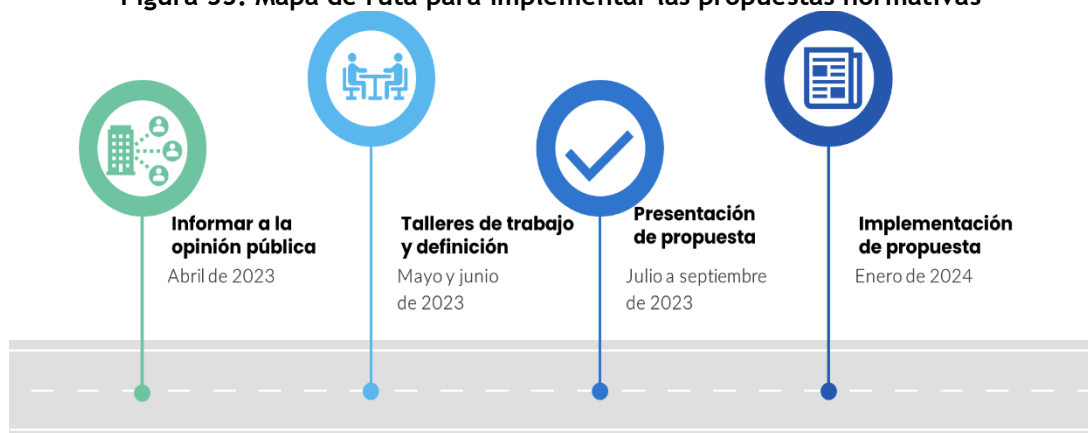 Figura 33. Mapa de ruta para implementar las propuestas normativas
Informar a la
opinión pública
Abril de 2023
Talleres de trabajo
y definición
Mayo y junio
de 2023
Presentación
de propuesta
Julio a septiembre
de 2023
Implementación
de propuesta
Enero de 2024